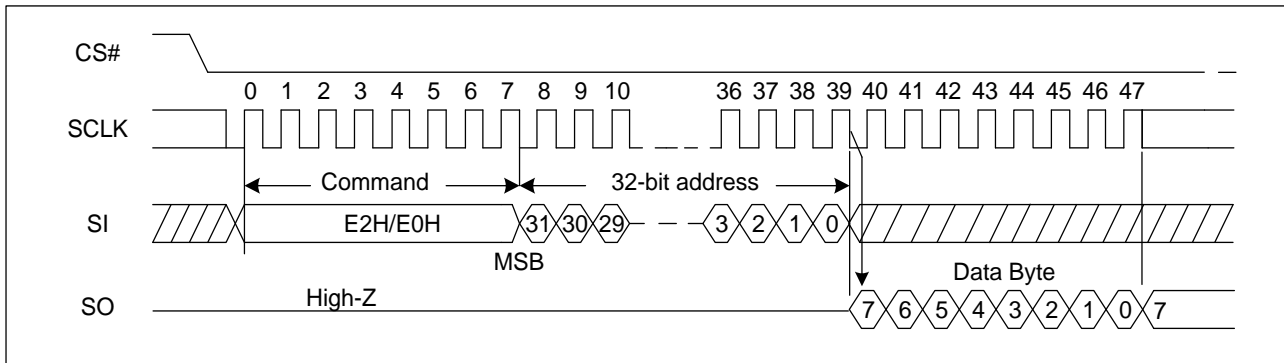 CS#
0 1 2 3 4 5 6 7 8 9 10 36 37 38 39 40 41 42 43 44 45 46 47
SCLK
Command 32-bit address
SI E2H/E0H 31 30 29 3 2 1 0
MSB Data Byte
High-Z
SO 7 6 5 4 3 2 1 0 7